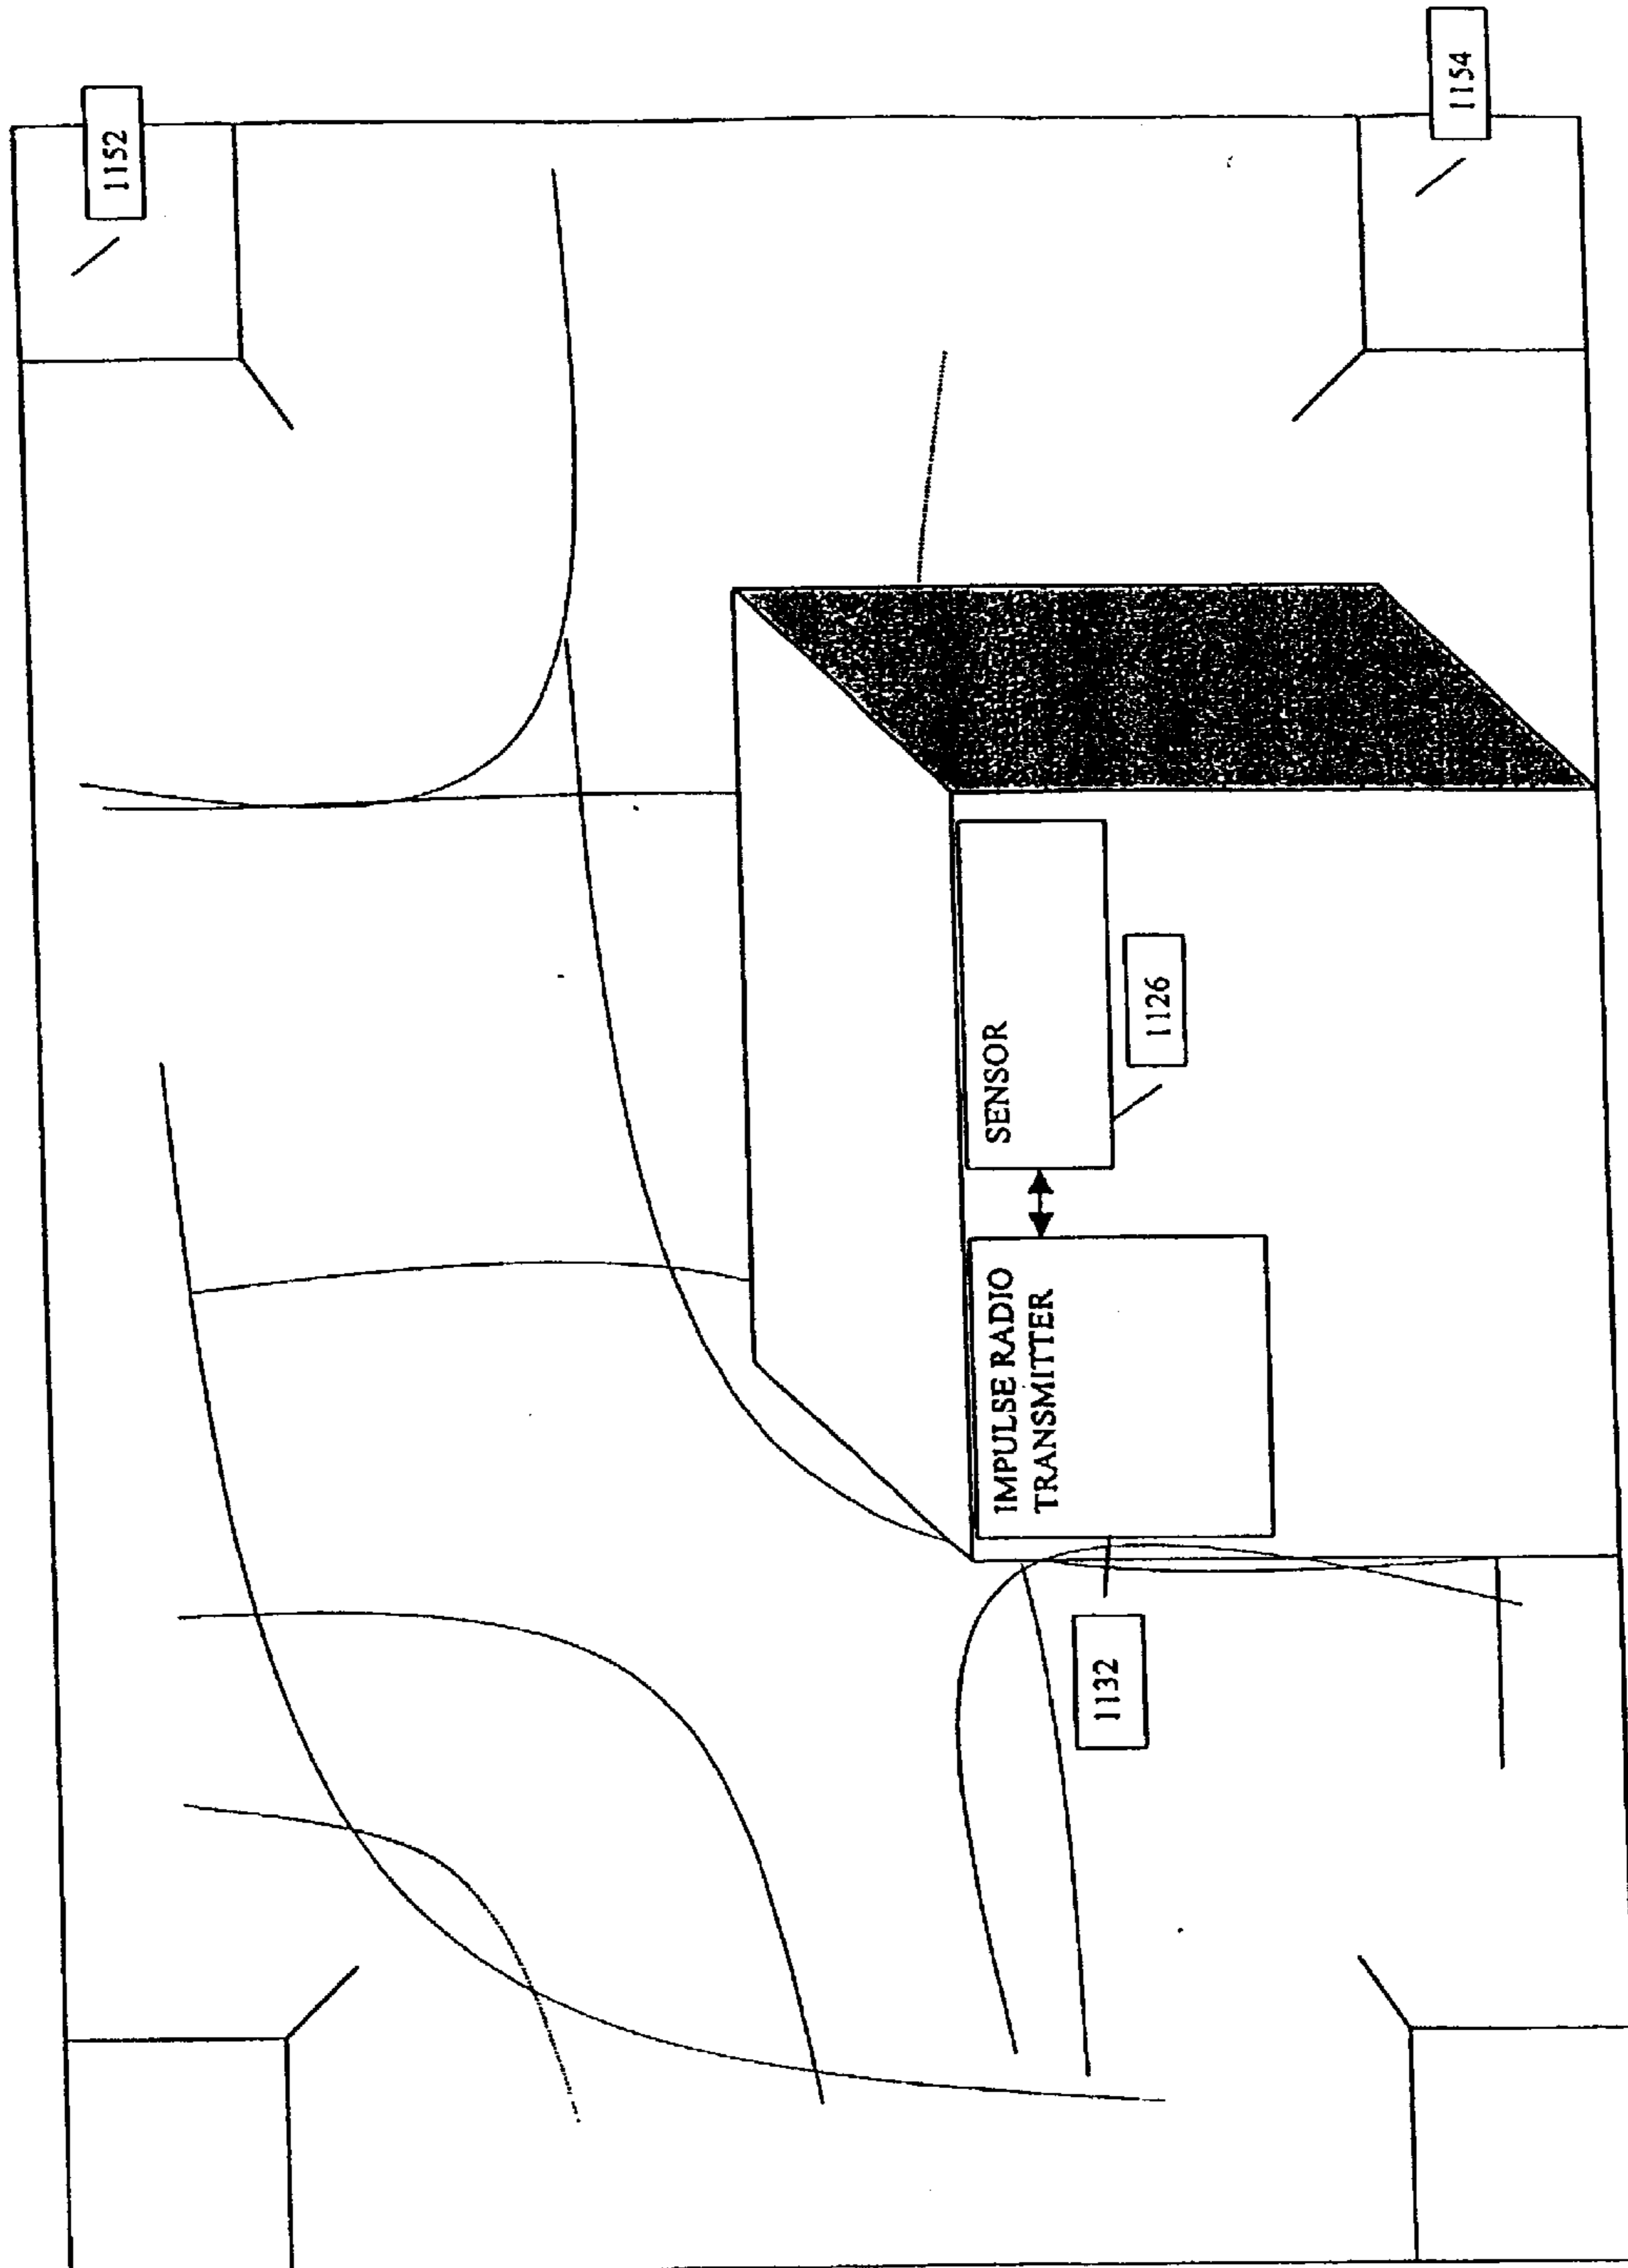 1152
1154
SENSOR
1126
IMPULSE RADIO
TRANSMITTER
1132